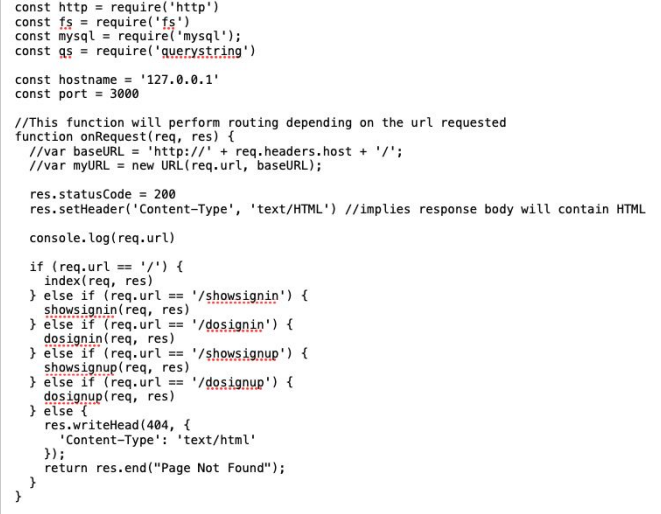 const http = require('http')
const fs = require('fs')
const mysql = require('mysql');
const qs = require('querystring')

const hostname = '127.0.0.1'
const port = 3000

//This function will perform routing depending on the url requested
function onRequest(req, res) {
  //var baseURL = 'http://' + req.headers.host + '/';
  //var myURL = new URL(req.url, baseURL);

  res.statusCode = 200
  res.setHeader('Content-Type', 'text/HTML') //implies response body will contain HTML

  console.log(req.url)

  if (req.url == '/') {
    index(req, res)
  } else if (req.url == '/showsignin') {
    showsignin(req, res)
  } else if (req.url == '/dosignin') {
    dosignin(req, res)
  } else if (req.url == '/showsignup') {
    showsignup(req, res)
  } else if (req.url == '/dosignup') {
    dosignup(req, res)
  } else {
    res.writeHead(404, {
      'Content-Type': 'text/html'
    });
    return res.end("Page Not Found");
  }
}